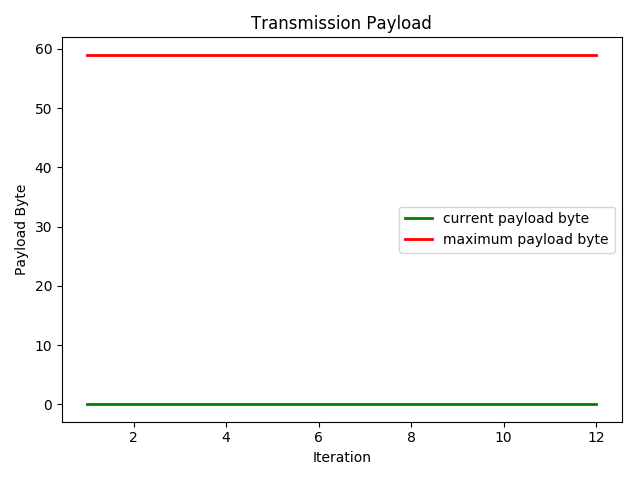 Transmission Payload
Payload Byte
60
50
40
30
20
10
0
current payload byte
maximum payload byte
2 4 6 8 10 12
Iteration